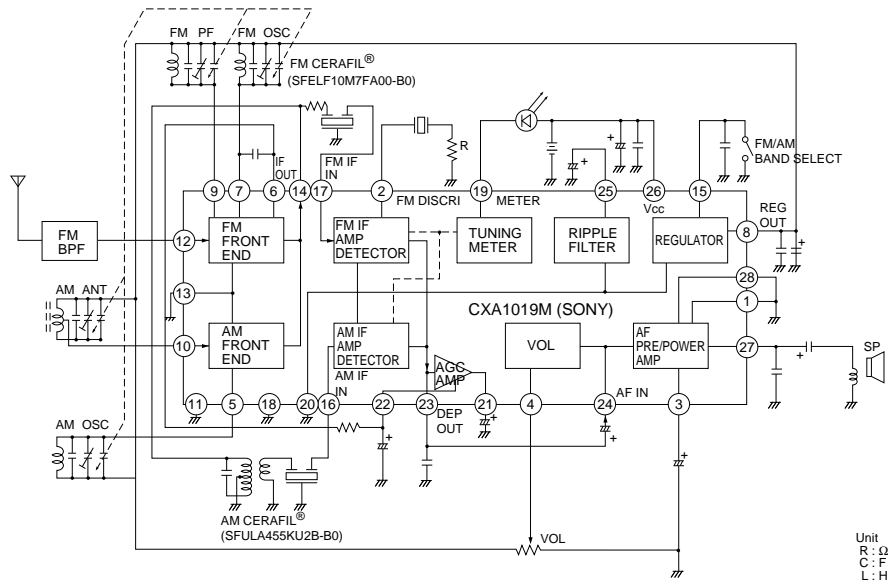 FM PF FM OSC
FM CERAFIL®
(SFELF10M7FA00-B0)
IF OUT
FM IF IN
R
FM/AM
BAND SELECT
9 7 6 14 17 2 FM DISCRI 19 METER 25 26 Vcc 15
FM BPF
12
FM FRONT END
FM IF AMP DETECTOR
TUNING METER
RIPPLE FILTER
REGULATOR
8
REG OUT
13
28
AM ANT
CXA1019M (SONY)
1
10
AM FRONT END
AM IF AMP DETECTOR
VOL
AF PRE/POWER AMP
27
SP
AGC AMP
AM IF IN
11 5 18 20 16 22 23 DEP OUT 21 4 24 AF IN 3
AM OSC
AM CERAFIL®
(SFULA455KU2B-B0)
VOL
Unit
R : Ω
C : F
L : H